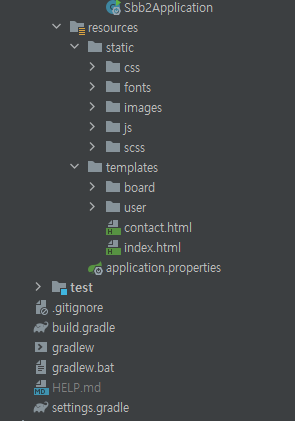 Sbb2Application
resources
static
css
fonts
images
js
scss
templates
board
user
contact.html
index.html
application.properties
test
.gitignore
build.gradle
gradlew
gradlew.bat
HELP.md
settings.gradle